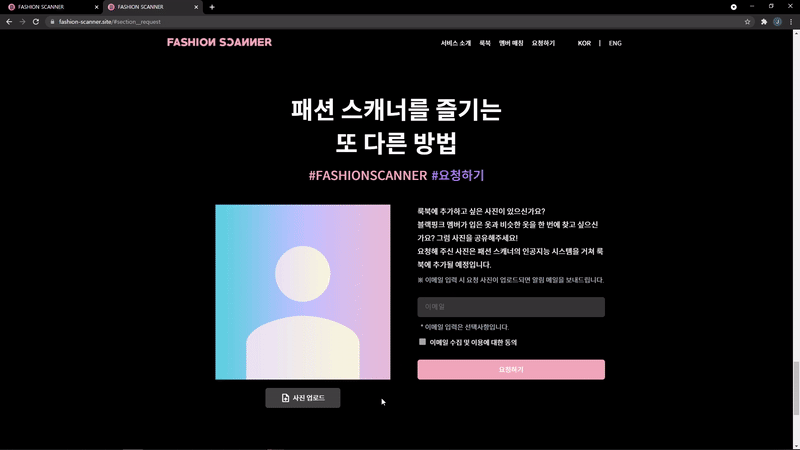 FASHION SCANNER
FASHION SCANNER
fashion-scanner.site/#section_request
J
FASHION SCANNER
서비스 소개 룩북 멤버 매칭 요청하기 KOR | ENG
패션 스캐너를 즐기는
또 다른 방법
#FASHIONSCANNER #요청하기
룩북에 추가하고 싶은 사진이 있으신가요?
블랙핑크 멤버가 입은 옷과 비슷한 옷을 한 번에 찾고 싶으신
가요? 그럼 사진을 공유해주세요!
요청해 주신 사진은 패션 스캐너의 인공지능 시스템을 거쳐 룩
북에 추가될 예정입니다.
※ 이메일 입력 시 요청 사진이 업로드되면 알림 메일을 보내드립니다.
이메일
* 이메일 입력은 선택사항입니다.
이메일 수집 및 이용에 대한 동의
요청하기
사진 업로드